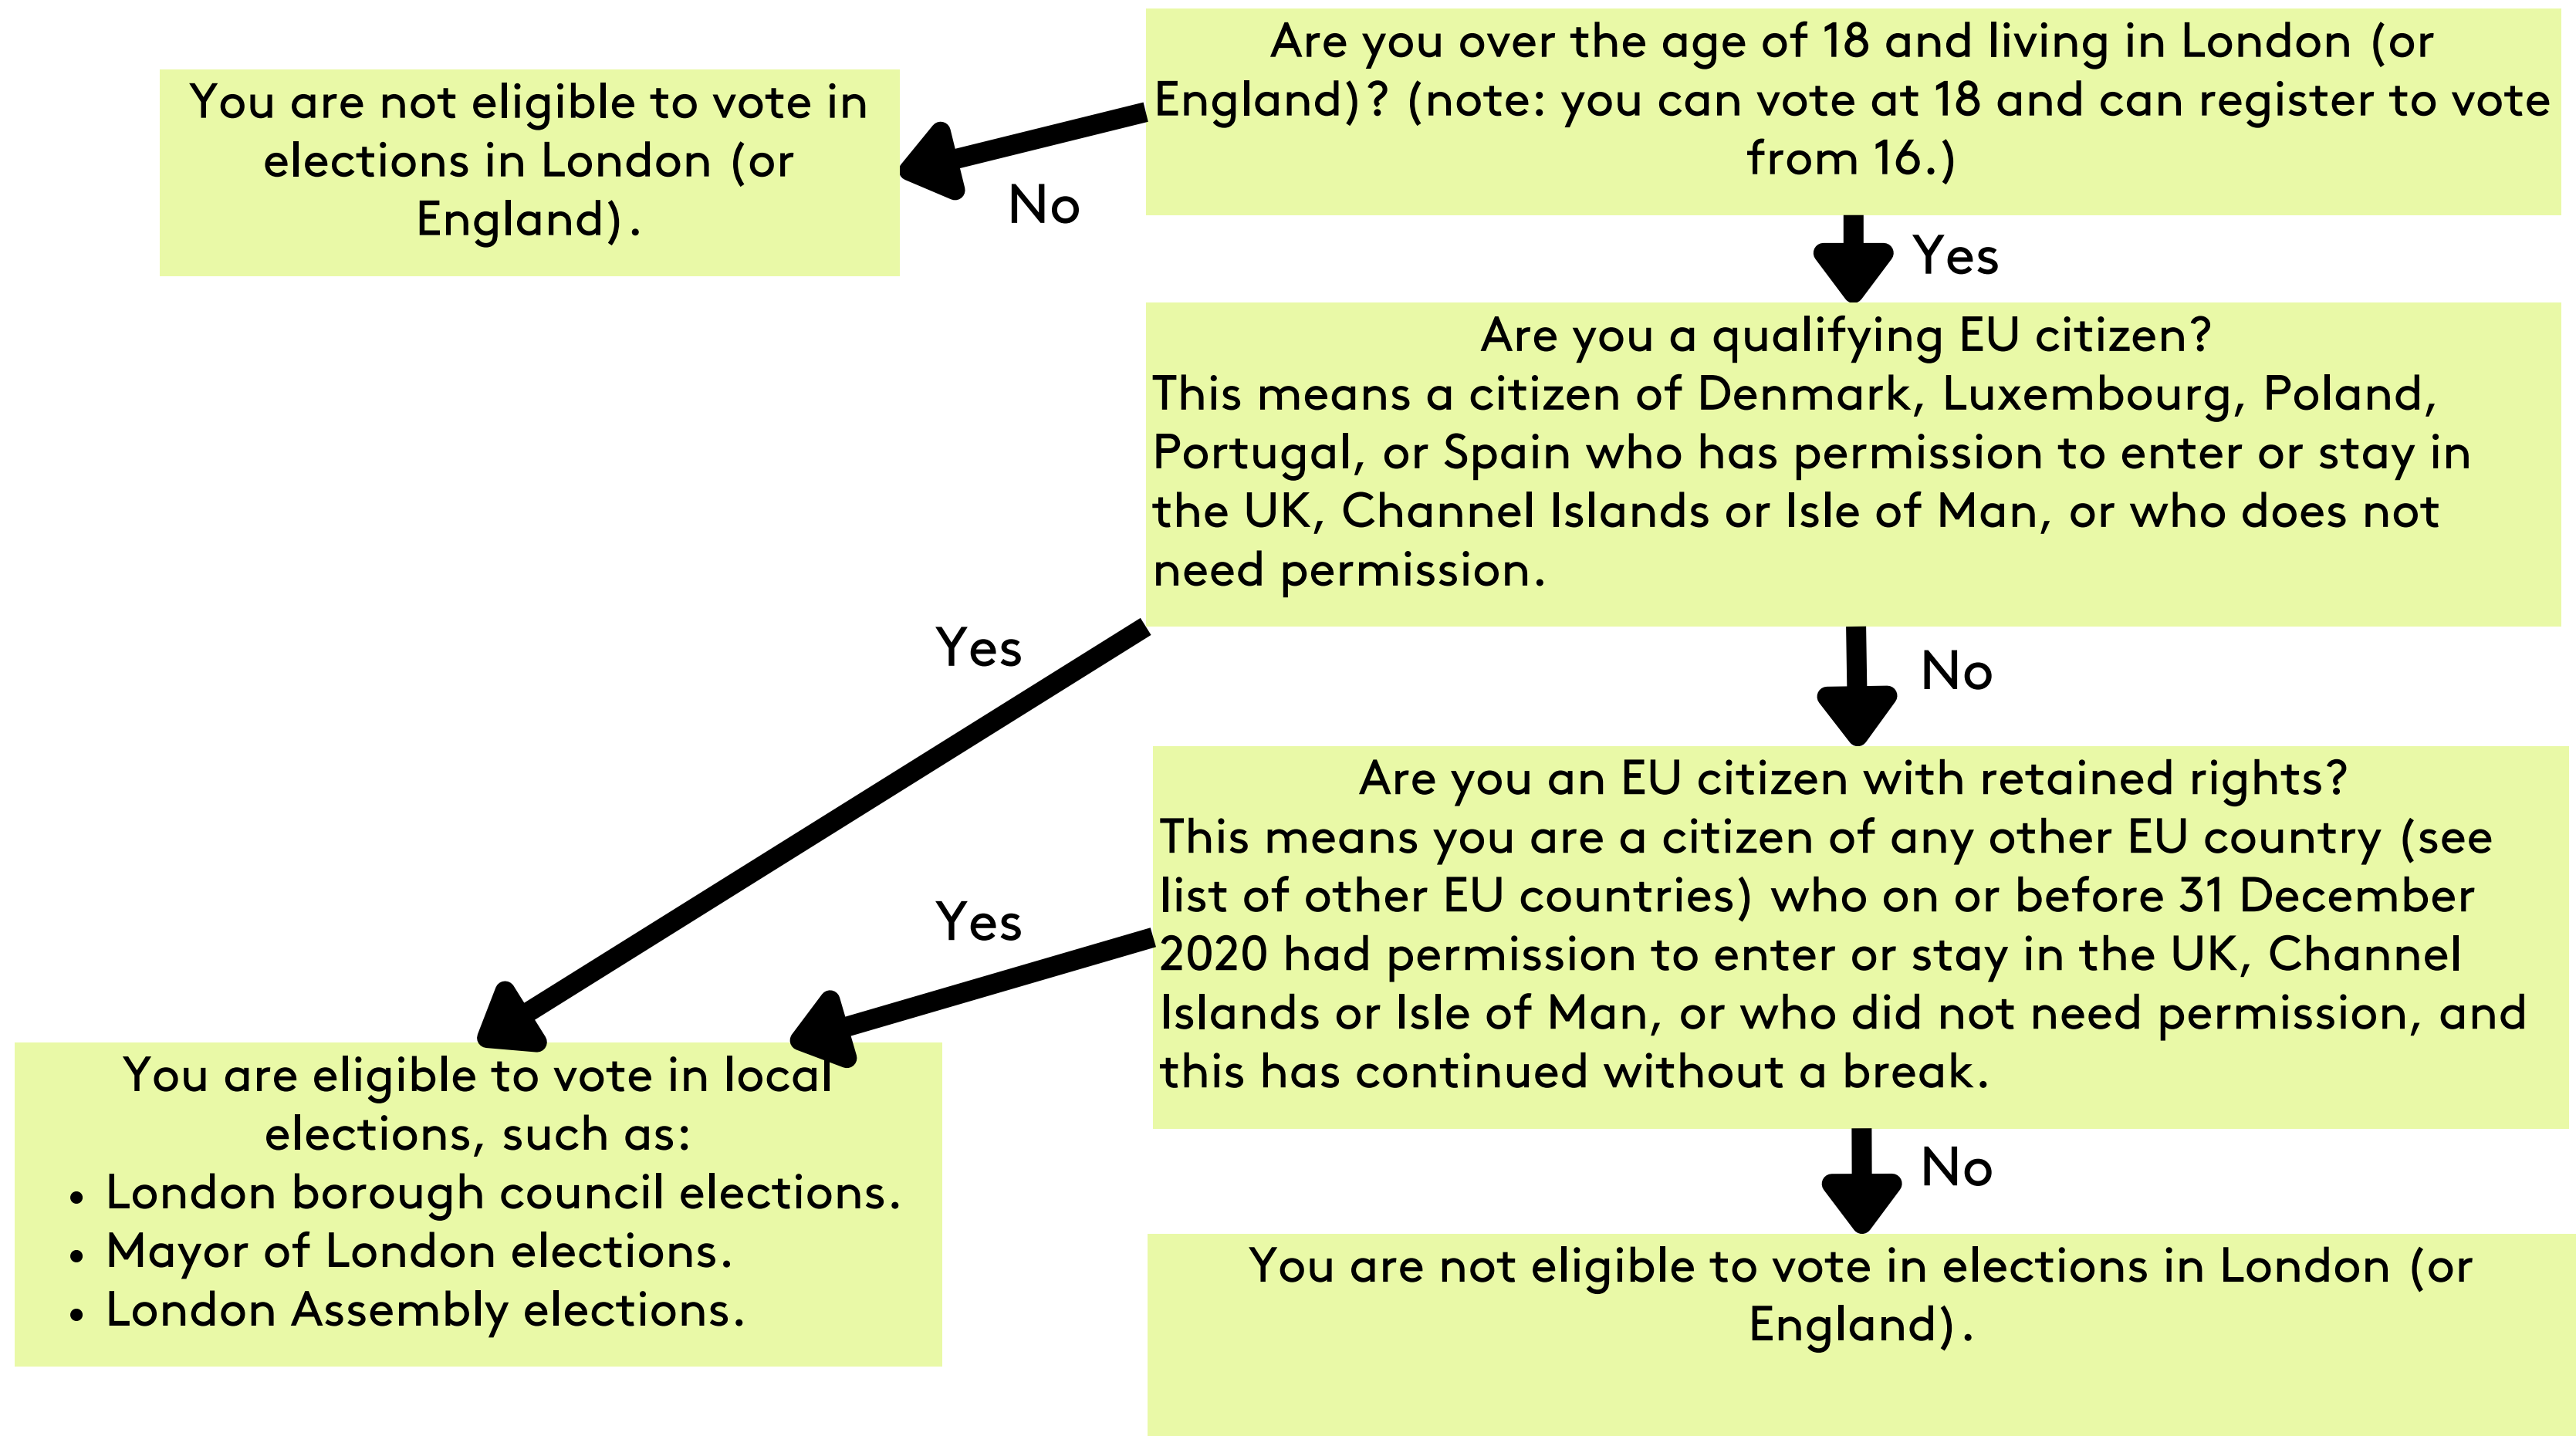 Are you over the age of 18 and living in London (or
England)? (note: you can vote at 18 and can register to vote
from 16.)
You are not eligible to vote in
elections in London (or
England).
No
Yes
Are you a qualifying EU citizen?
This means a citizen of Denmark, Luxembourg, Poland,
Portugal, or Spain who has permission to enter or stay in
the UK, Channel Islands or Isle of Man, or who does not
need permission.
Yes
No
Are you an EU citizen with retained rights?
This means you are a citizen of any other EU country (see
list of other EU countries) who on or before 31 December
2020 had permission to enter or stay in the UK, Channel
Islands or Isle of Man, or who did not need permission, and
this has continued without a break.
Yes
No
You are eligible to vote in local
elections, such as:
• London borough council elections.
• Mayor of London elections.
• London Assembly elections.
You are not eligible to vote in elections in London (or
England).